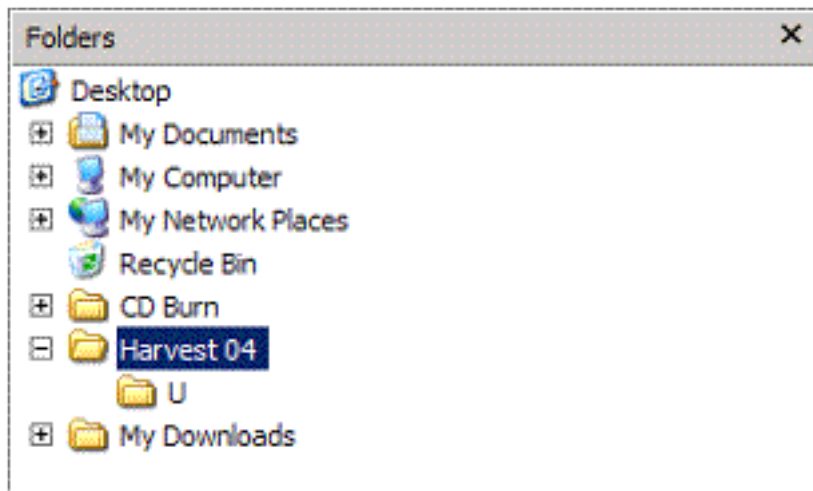 Folders
Desktop
My Documents
My Computer
My Network Places
Recycle Bin
CD Burn
Harvest 04
U
My Downloads